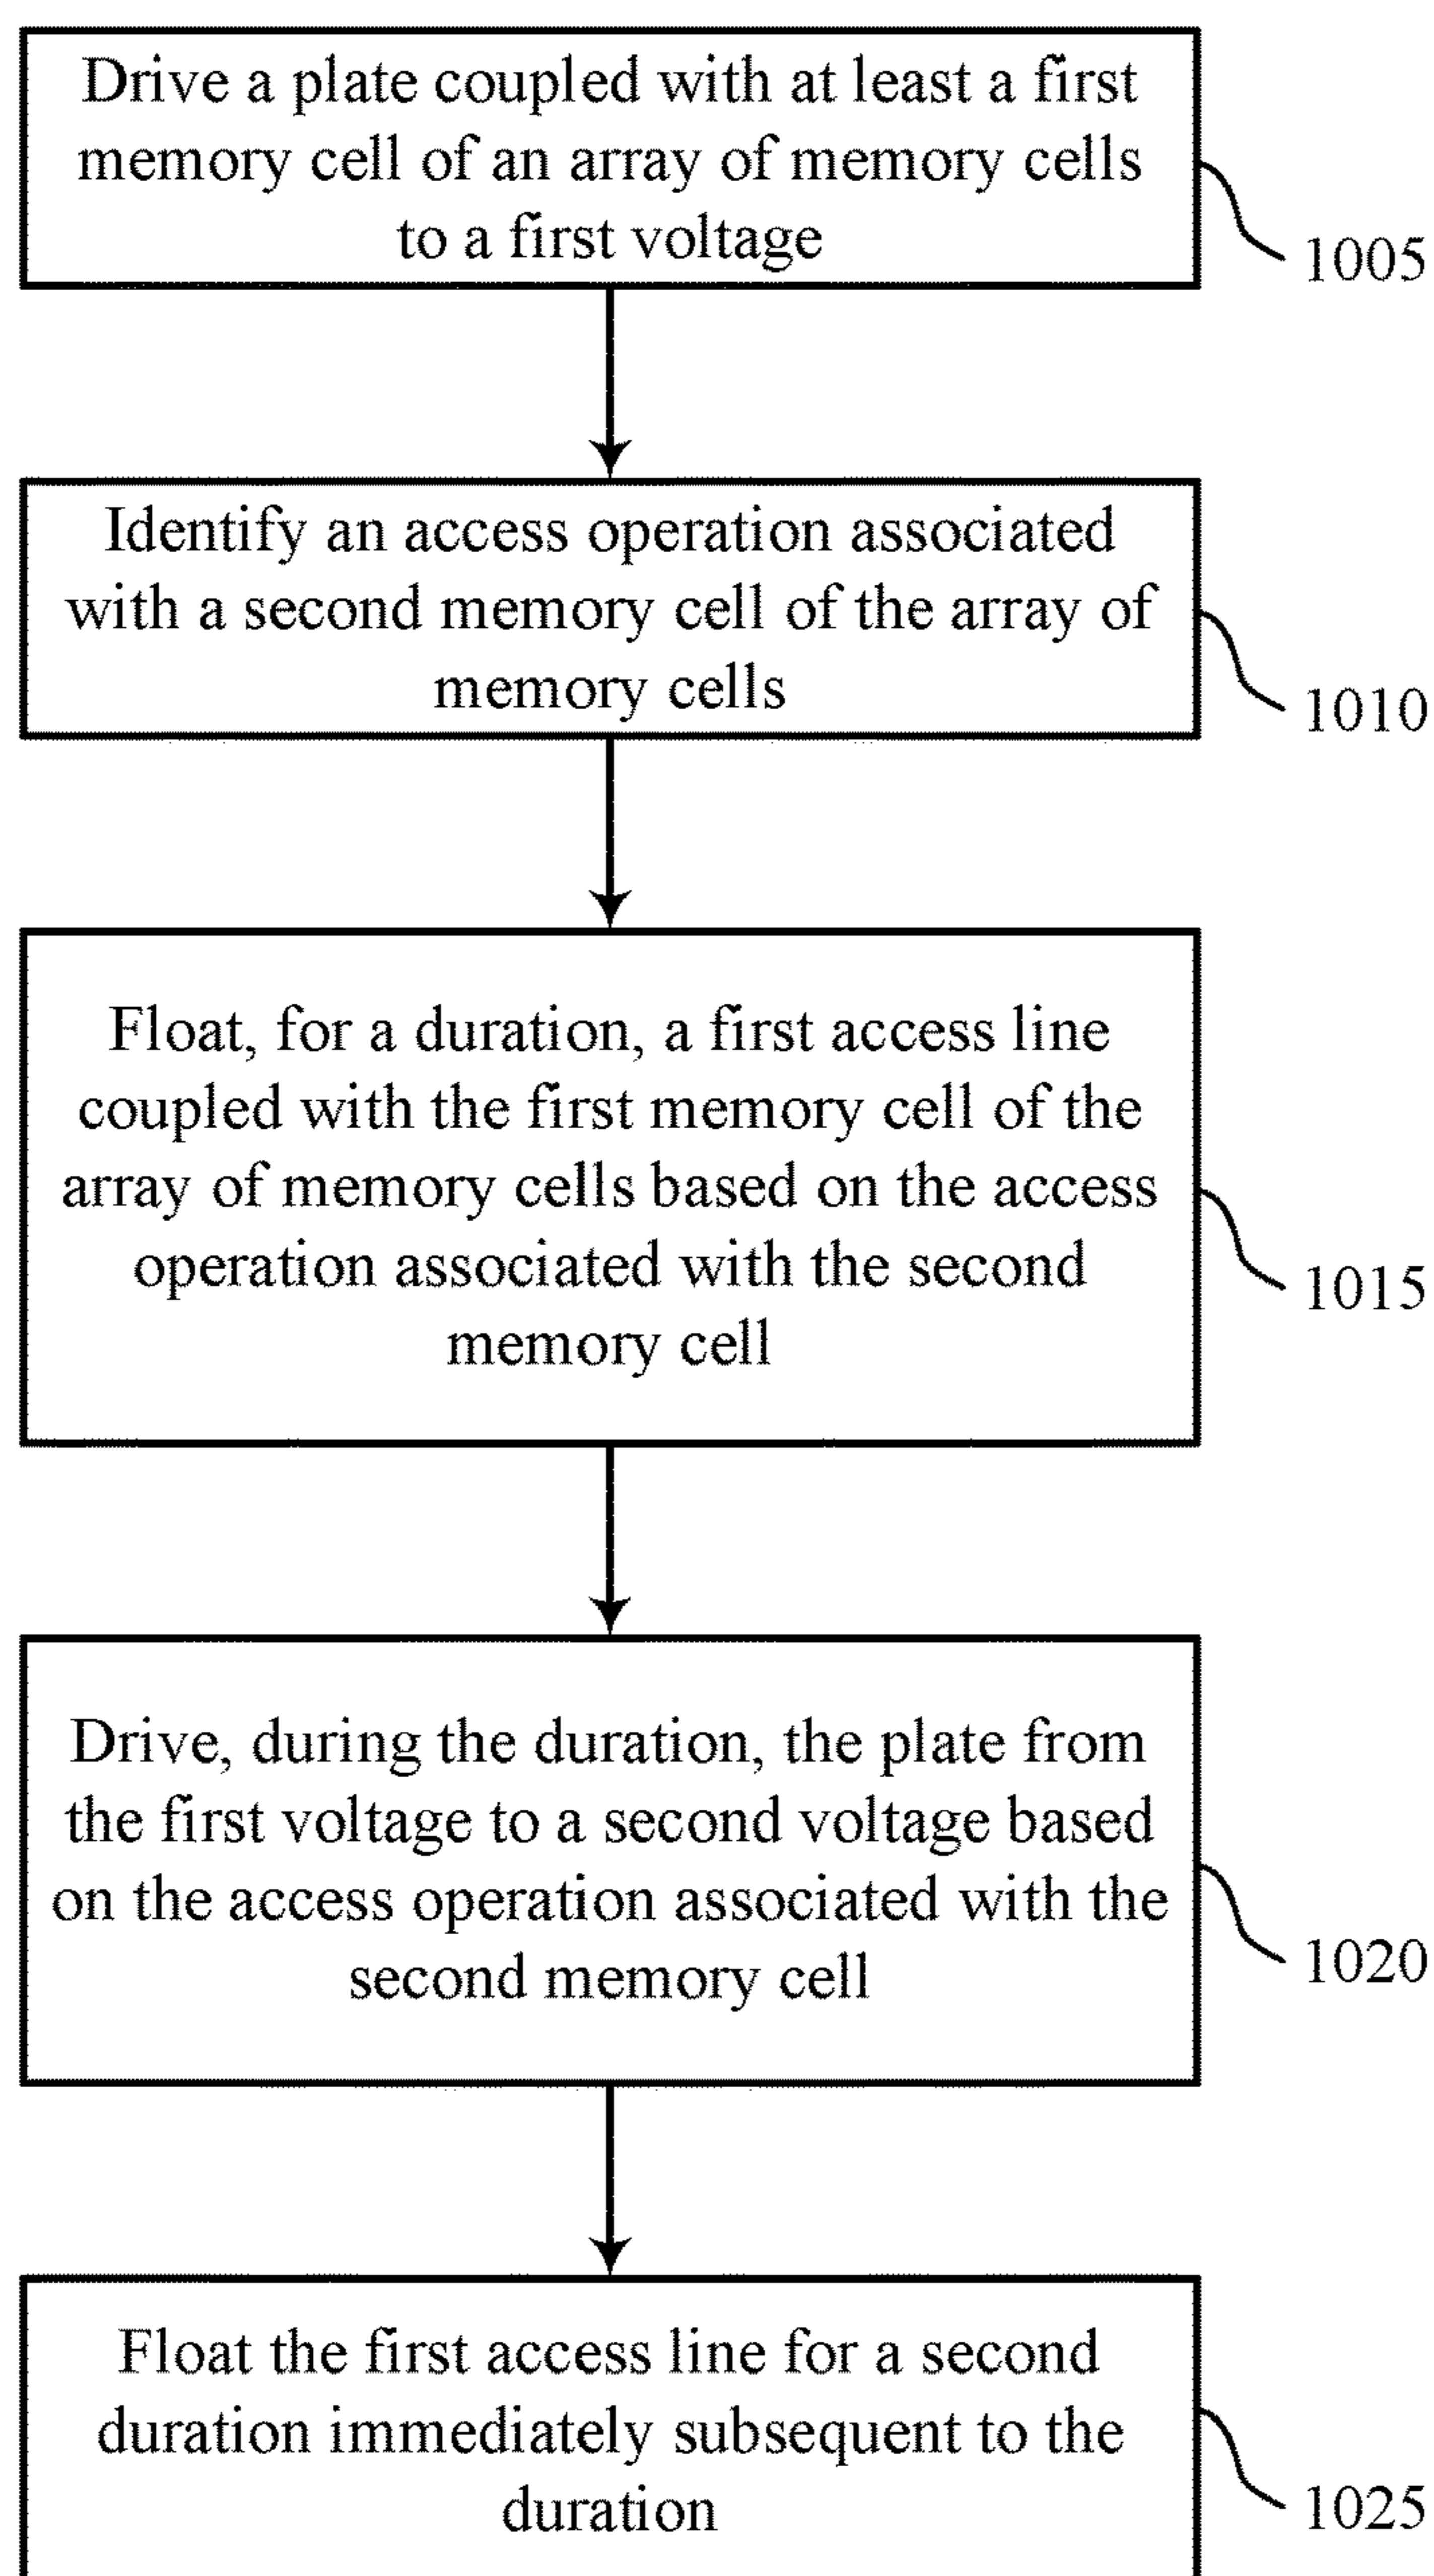 Drive a plate coupled with at least a first
memory cell of an array of memory cells
to a first voltage
1005
Identify an access operation associated
with a second memory cell of the array of
memory cells
1010
Float, for a duration, a first access line
coupled with the first memory cell of the
array of memory cells based on the access
operation associated with the second
memory cell
1015
Drive, during the duration, the plate from
the first voltage to a second voltage based
on the access operation associated with the
second memory cell
1020
Float the first access line for a second
duration immediately subsequent to the
duration
1025